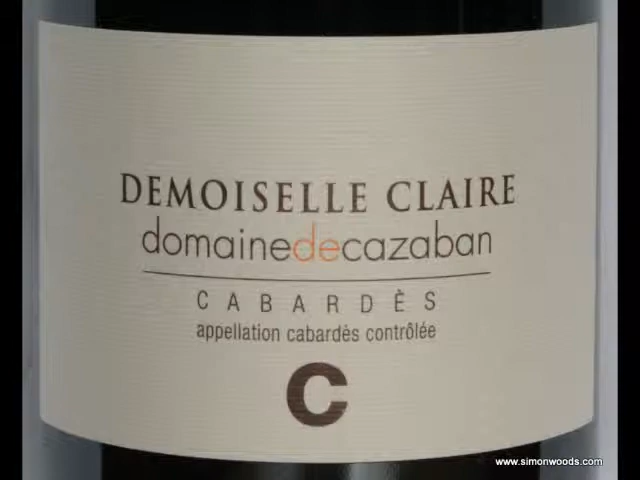 DEMOISELLE CLAIRE
domainedecazaban
CABARDÈS
appellation cabardès contrôlée
C
www.simonwoods.com